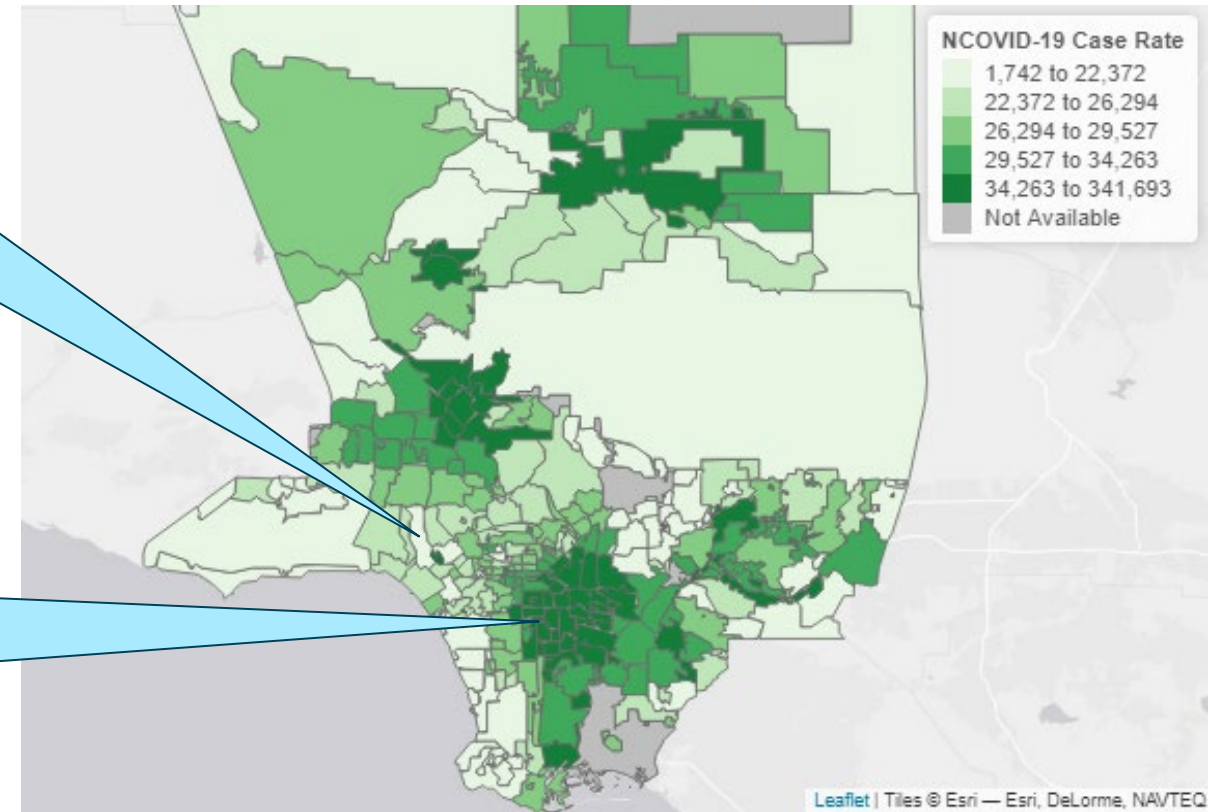 NCOVID-19 Case Rate
1,742 to 22,372
22,372 to 26,294
26,294 to 29,527
29,527 to 34,263
34,263 to 341,693
Not Available
Leaflet | Tiles © Esri — Esri, DeLorme, NAVTEQ